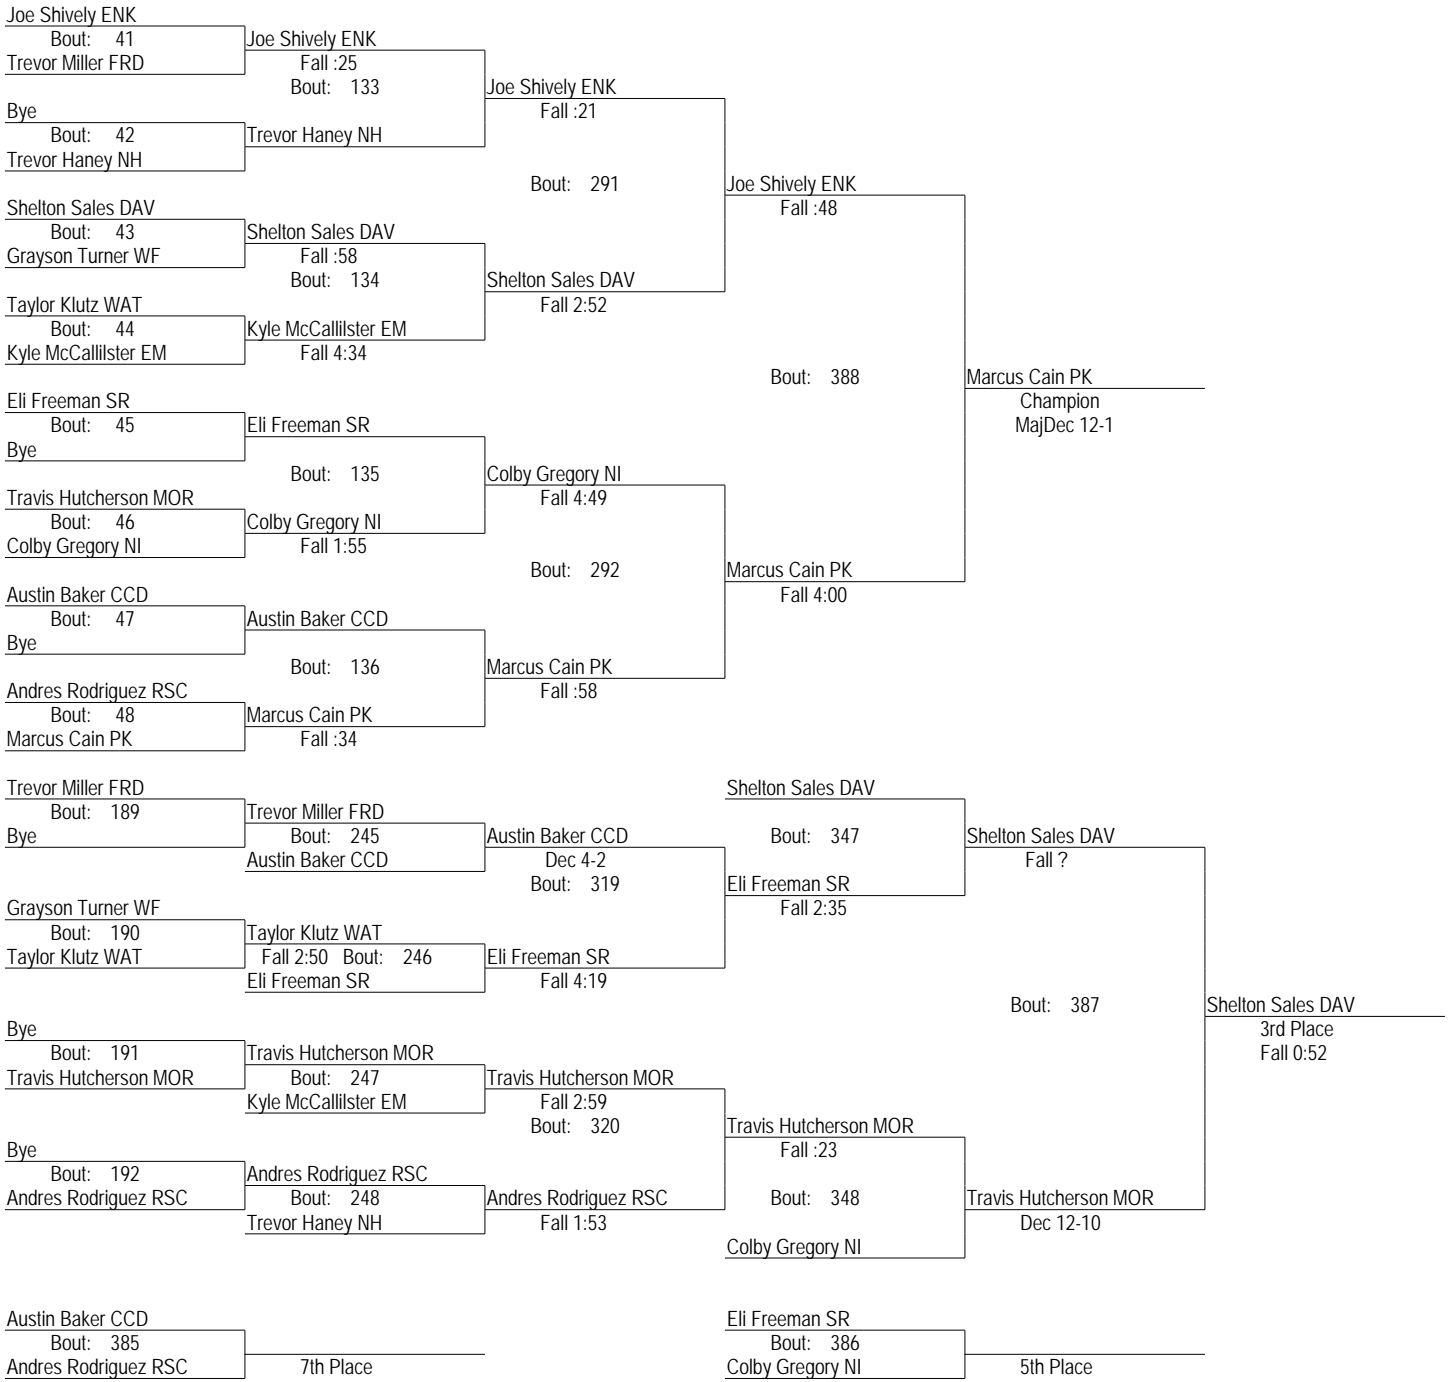 Joe Shively ENK
Bout: 41
Trevor Miller FRD
Joe Shively ENK
Fall :25
Bout: 133
Bye
Bout: 42
Trevor Haney NH
Trevor Haney NH
Joe Shively ENK
Fall :21
Bout: 291
Shelton Sales DAV
Bout: 43
Grayson Turner WF
Shelton Sales DAV
Fall :58
Bout: 134
Taylor Klutz WAT
Bout: 44
Kyle McCallilster EM
Kyle McCallilster EM
Fall 4:34
Shelton Sales DAV
Fall 2:52
Joe Shively ENK
Fall :48
Bout: 388
Eli Freeman SR
Bout: 45
Bye
Eli Freeman SR
Bout: 135
Travis Hutcherson MOR
Bout: 46
Colby Gregory NI
Colby Gregory NI
Fall 1:55
Colby Gregory NI
Fall 4:49
Bout: 292
Austin Baker CCD
Bout: 47
Bye
Austin Baker CCD
Bout: 136
Andres Rodriguez RSC
Bout: 48
Marcus Cain PK
Marcus Cain PK
Fall :34
Marcus Cain PK
Fall :58
Marcus Cain PK
Fall 4:00
Marcus Cain PK
Champion
MajDec 12-1
Trevor Miller FRD
Bout: 189
Bye
Trevor Miller FRD
Bout: 245
Austin Baker CCD
Austin Baker CCD
Dec 4-2
Bout: 319
Grayson Turner WF
Bout: 190
Taylor Klutz WAT
Taylor Klutz WAT
Fall 2:50 Bout: 246
Eli Freeman SR
Eli Freeman SR
Fall 4:19
Shelton Sales DAV
Bout: 347
Eli Freeman SR
Fall 2:35
Shelton Sales DAV
Fall ?
Bout: 387
Bye
Bout: 191
Travis Hutcherson MOR
Travis Hutcherson MOR
Bout: 247
Kyle McCallilster EM
Travis Hutcherson MOR
Fall 2:59
Bout: 320
Bye
Bout: 192
Andres Rodriguez RSC
Andres Rodriguez RSC
Bout: 248
Trevor Haney NH
Andres Rodriguez RSC
Fall 1:53
Travis Hutcherson MOR
Fall :23
Bout: 348
Colby Gregory NI
Travis Hutcherson MOR
Dec 12-10
Shelton Sales DAV
3rd Place
Fall 0:52
Austin Baker CCD
Bout: 385
Andres Rodriguez RSC
7th Place
Eli Freeman SR
Bout: 386
Colby Gregory NI
5th Place